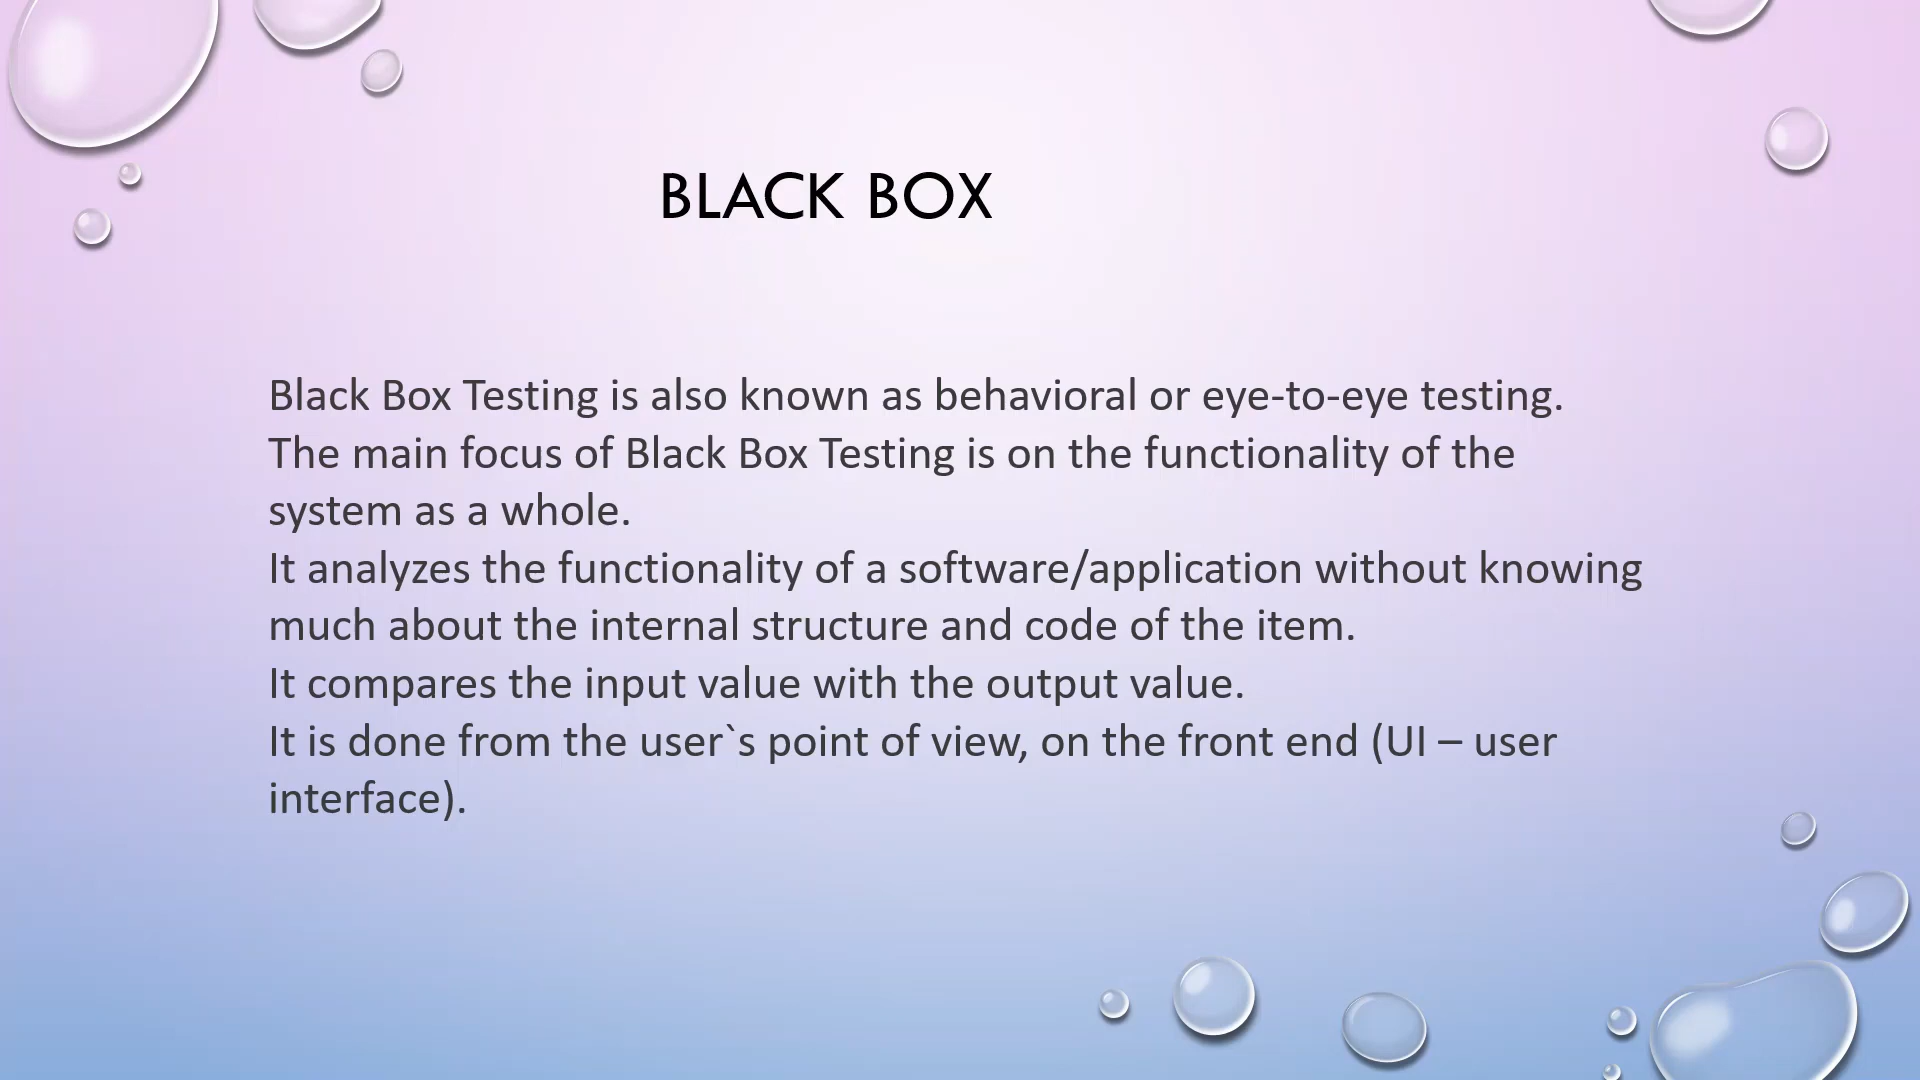 BLACK BOX
Black Box Testing is also known as behavioral or eye-to-eye testing.
The main focus of Black Box Testing is on the functionality of the
system as a whole.
It analyzes the functionality of a software/application without knowing
much about the internal structure and code of the item.
It compares the input value with the output value.
It is done from the user`s point of view, on the front end (UI – user
interface).